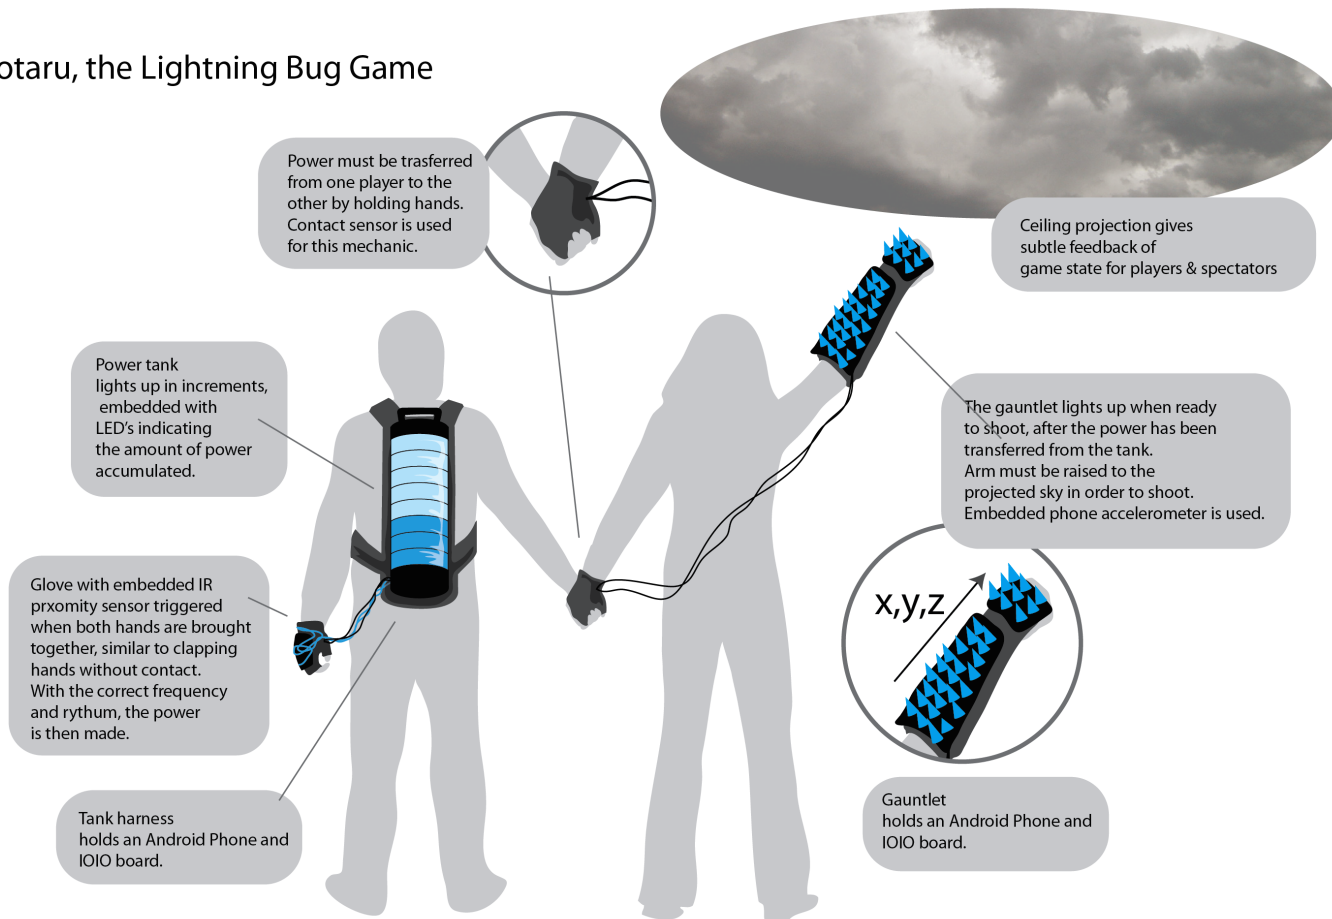 otaru, the Lightning Bug Game
Power must be trasferred
from one player to the
other by holding hands.
Contact sensor is used
for this mechanic.
Ceiling projection gives
subtle feedback of
game state for players & spectators
Power tank
lights up in increments,
embedded with
LED's indicating
the amount of power
accumulated.
The gauntlet lights up when ready
to shoot, after the power has been
transferred from the tank.
Arm must be raised to the
projected sky in order to shoot.
Embedded phone accelerometer is used.
Glove with embedded IR
prxomity sensor triggered
when both hands are brought
together, similar to clapping
hands without contact.
With the correct frequency
and rythum, the power
is then made.
x,y,z
Tank harness
holds an Android Phone and
IOIO board.
Gauntlet
holds an Android Phone and
IOIO board.